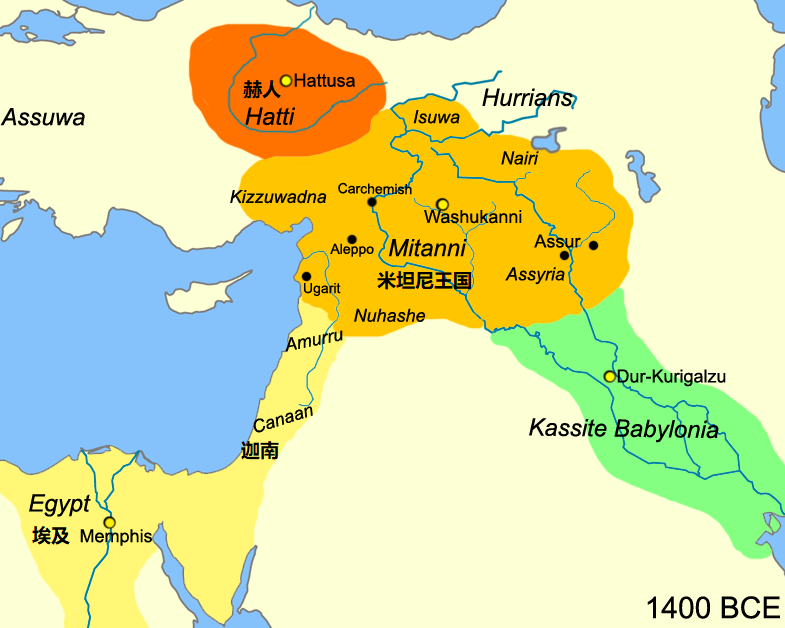 Hattusa
赫人
Hatti
Assuwa
Hurrians
Isuwa
Nairi
Kizzuwadna
Carchemish
Washukanni
Aleppo
Mitanni
Assur
米坦尼王国
Assyria
Ugarit
Nuhashe
Amurru
Dur-Kurigalzu
Canaan
迦南
Kassite Babylonia
Egypt
埃及
Memphis
1400 BCE